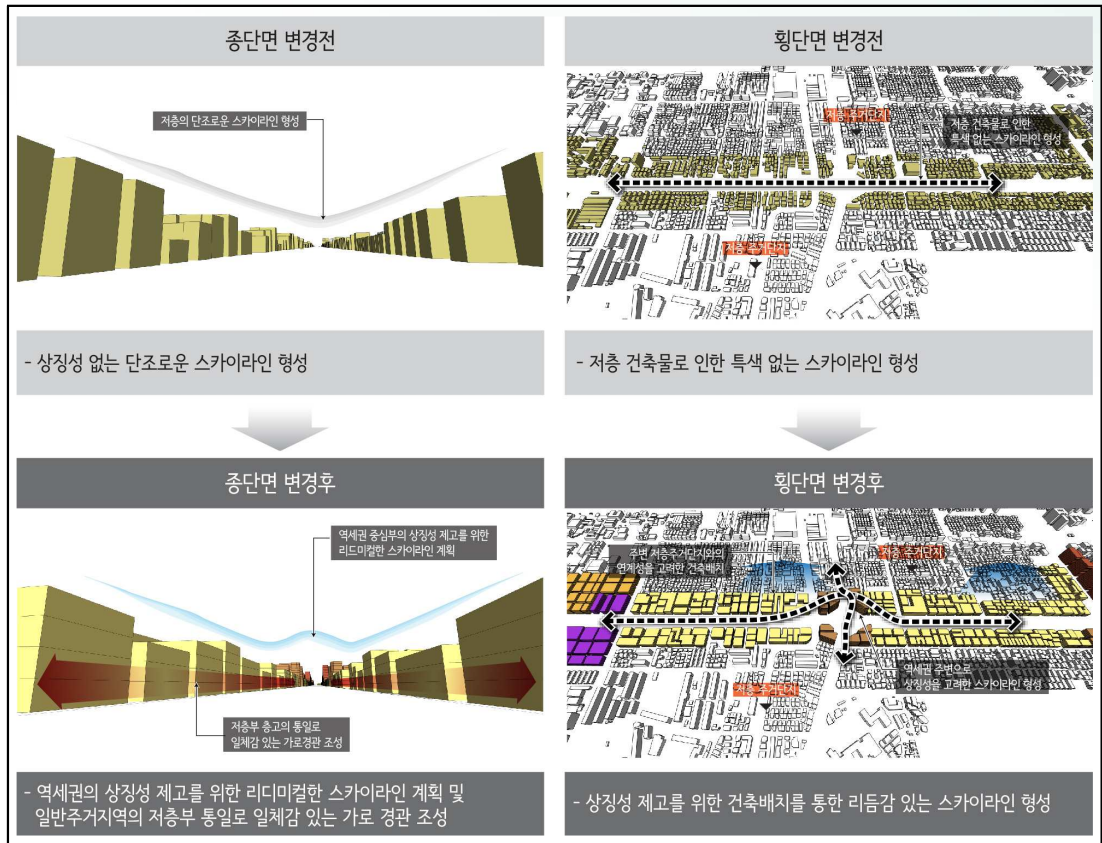 종단면 변경전
횡단면 변경전
저층의 단조로운 스카이라인 형성
저층 주거단지
저층 건축물로 인한
특색 없는 스카이라인 형성
저층 주거단지
- 상징성 없는 단조로운 스카이라인 형성
- 저층 건축물로 인한 특색 없는 스카이라인 형성
종단면 변경후
횡단면 변경후
역세권 중심부의 상징성 제고를 위한
리드미컬한 스카이라인 계획
저층부 층고의 통일로
일체감 있는 가로경관 조성
주변 저층주거단지와의
연계성을 고려한 건축배치
저층 주거단지
역세권 주변으로
상징성을 고려한 스카이라인 형성
저층 주거단지
- 역세권의 상징성 제고를 위한 리디미컬한 스카이라인 계획 및
일반주거지역의 저층부 통일로 일체감 있는 가로 경관 조성
- 상징성 제고를 위한 건축배치를 통한 리듬감 있는 스카이라인 형성